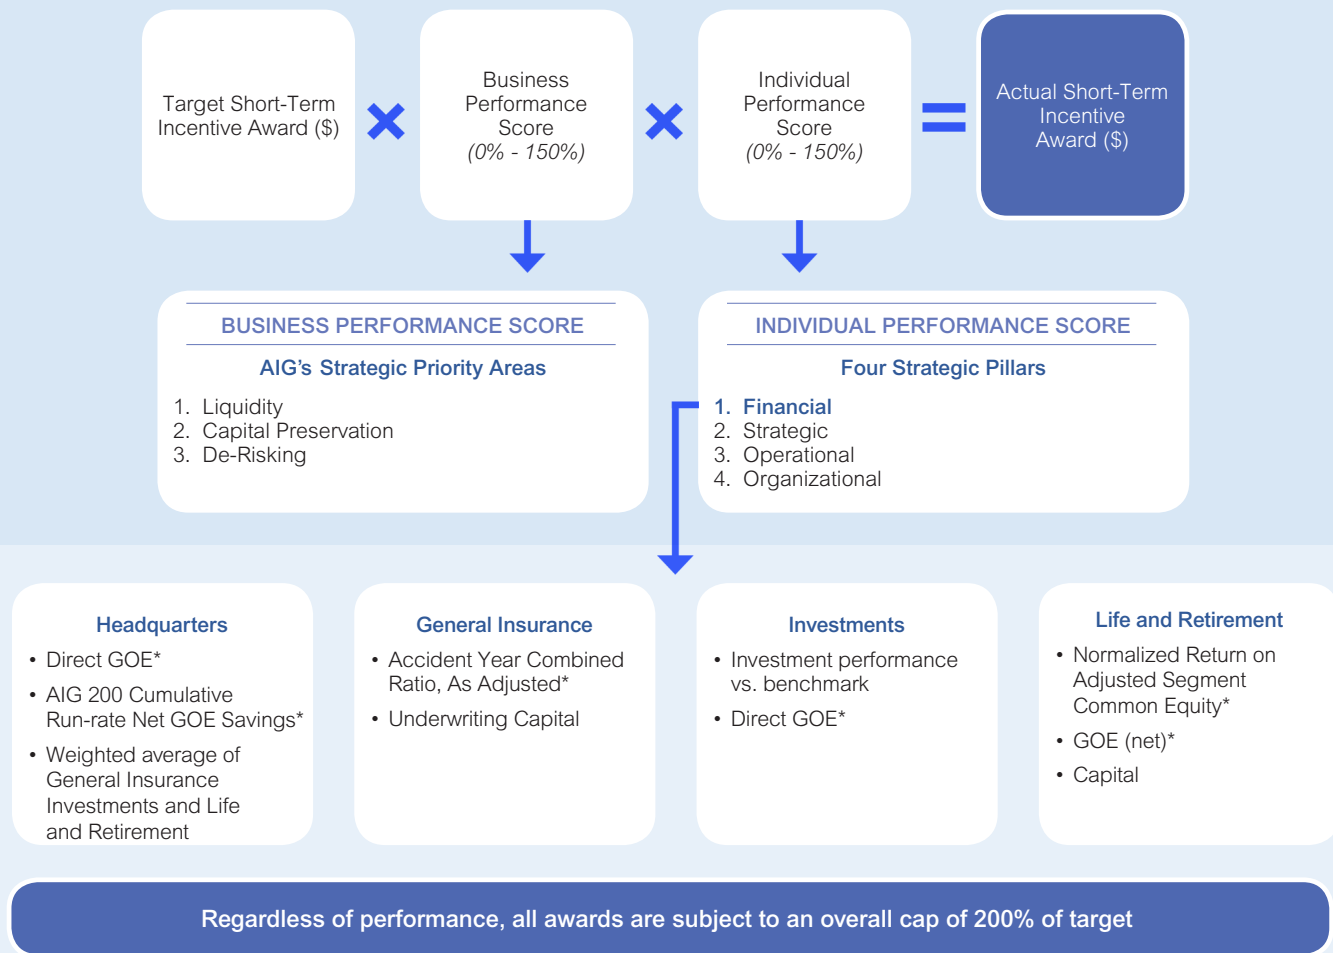 Target Short-Term
Incentive Award ($)
Business
Performance
Score
(0% - 150%)
Individual
Performance
Score
(0% - 150%)
Actual Short-Term
Incentive
Award ($)
BUSINESS PERFORMANCE SCORE
AIG's Strategic Priority Areas
1. Liquidity
2. Capital Preservation
3. De-Risking
INDIVIDUAL PERFORMANCE SCORE
Four Strategic Pillars
1. Financial
2. Strategic
3. Operational
4. Organizational
Headquarters
• Direct GOE*
• AIG 200 Cumulative
Run-rate Net GOE Savings*
• Weighted average of
General Insurance
Investments and Life
and Retirement
General Insurance
• Accident Year Combined
Ratio, As Adjusted*
• Underwriting Capital
Investments
• Investment performance
vs. benchmark
• Direct GOE*
Life and Retirement
• Normalized Return on
Adjusted Segment
Common Equity*
• GOE (net)*
• Capital
Regardless of performance, all awards are subject to an overall cap of 200% of target